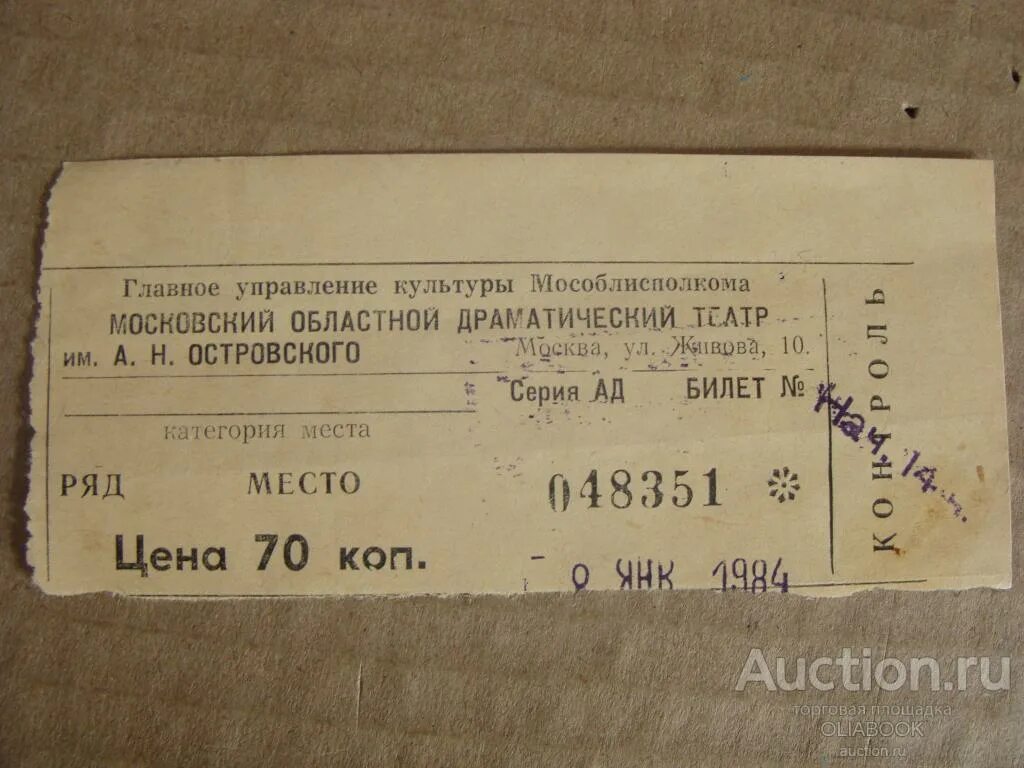 Главное управление культуры Мособлисполкома
МОСКОВСКИЙ ОБЛАСТНОЙ ДРАМАТИЧЕСКИЙ ТЕАТР
им. А. Н. ОСТРОВСКОГО Москва, ул. Живова, 10.
Серия АД БИЛЕТ №
категория места
РЯД МЕСТО 048351
Цена 70 коп.
ЯНК 1984
КОНТРОЛЬ
Нач. 14 ч.
Auction.ru
торговая площадка
OLIABOOK
auction.ru